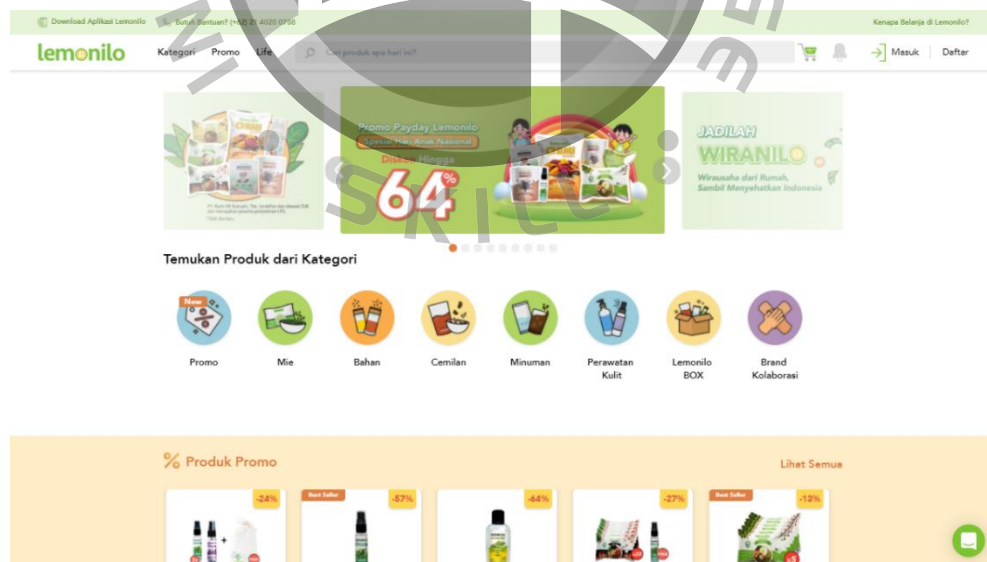 Download Aplikasi Lemonilo
Butuh Bantuan? (+62) 21 4020 0788
Kenapa Belanja di Lemonilo?
lemonilo
Kategori Promo Life
Cari produk apa hari ini?
Masuk
Daftar
Promo Payday Lemonilo
Spesial Hari Anak Nasional
Diskon Hingga
64%
JADILAH
WIRANILO
Wirausaha dari Rumah,
Sambil Menyehatkan Indonesia
SKILL
Temukan Produk dari Kategori
New
Promo
Mie
Bahan
Cemilan
Minuman
Perawatan
Kulit
Lemonilo
BOX
Brand
Kolaborasi
% Produk Promo
Lihat Semua
-24%
Best Seller
-57%
-64%
-27%
Best Seller
-13%